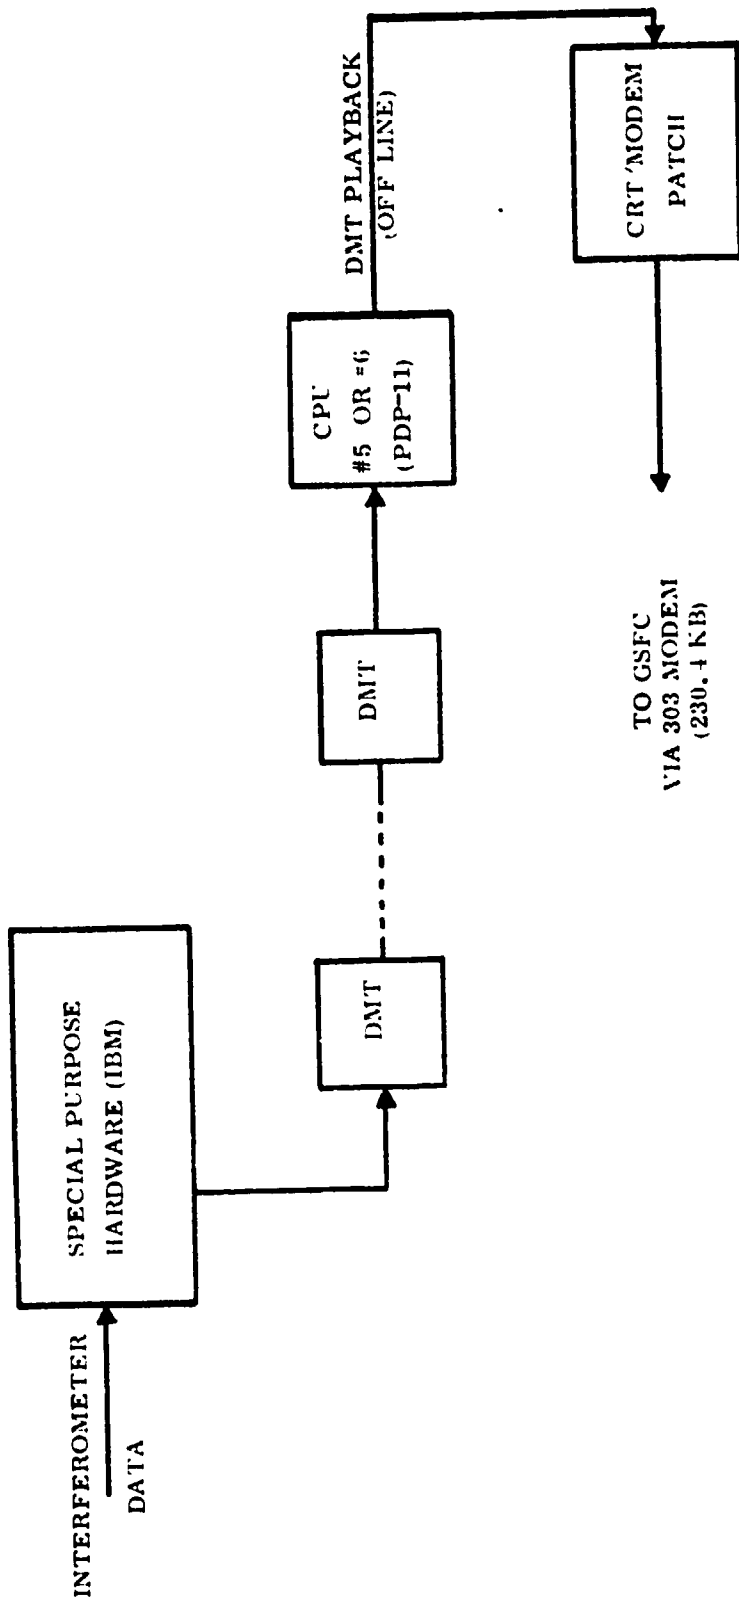 INTERFEROMETER
DATA
SPECIAL PURPOSE
HARDWARE (IBM)
DMT
DMT
CPU
#5 OR #6
(PDP-11)
DMT PLAYBACK
(OFF LINE)
CRT/MODEM
PATCH
TO GSFC
VIA 303 MODEM
(230.4 KB)